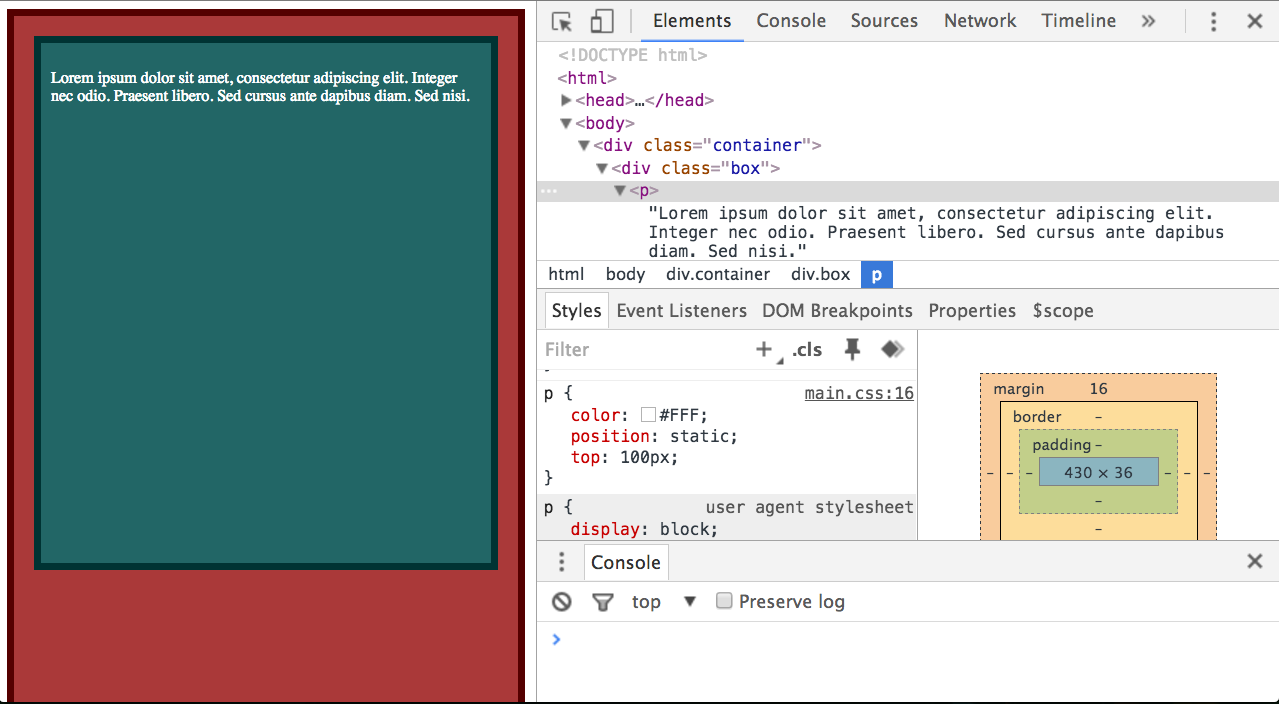 Lorem ipsum dolor sit amet, consectetur adipiscing elit. Integer
nec odio. Praesent libero. Sed cursus ante dapibus diam. Sed nisi.
Elements Console Sources Network Timeline »
<!DOCTYPE html>
<html>
▶<head>…</head>
▼<body>
▼<div class="container">
▼<div class="box">
… ▼<p>
"Lorem ipsum dolor sit amet, consectetur adipiscing elit.
Integer nec odio. Praesent libero. Sed cursus ante dapibus
diam. Sed nisi."
html body div.container div.box p
Styles Event Listeners DOM Breakpoints Properties $scope
Filter + .cls
}
p { main.css:16
color: #FFF;
position: static;
top: 100px;
}
p { user agent stylesheet
display: block;
margin 16
border –
padding –
– – – 430 × 36 – – –
–
–
Console
top ▼ Preserve log
>